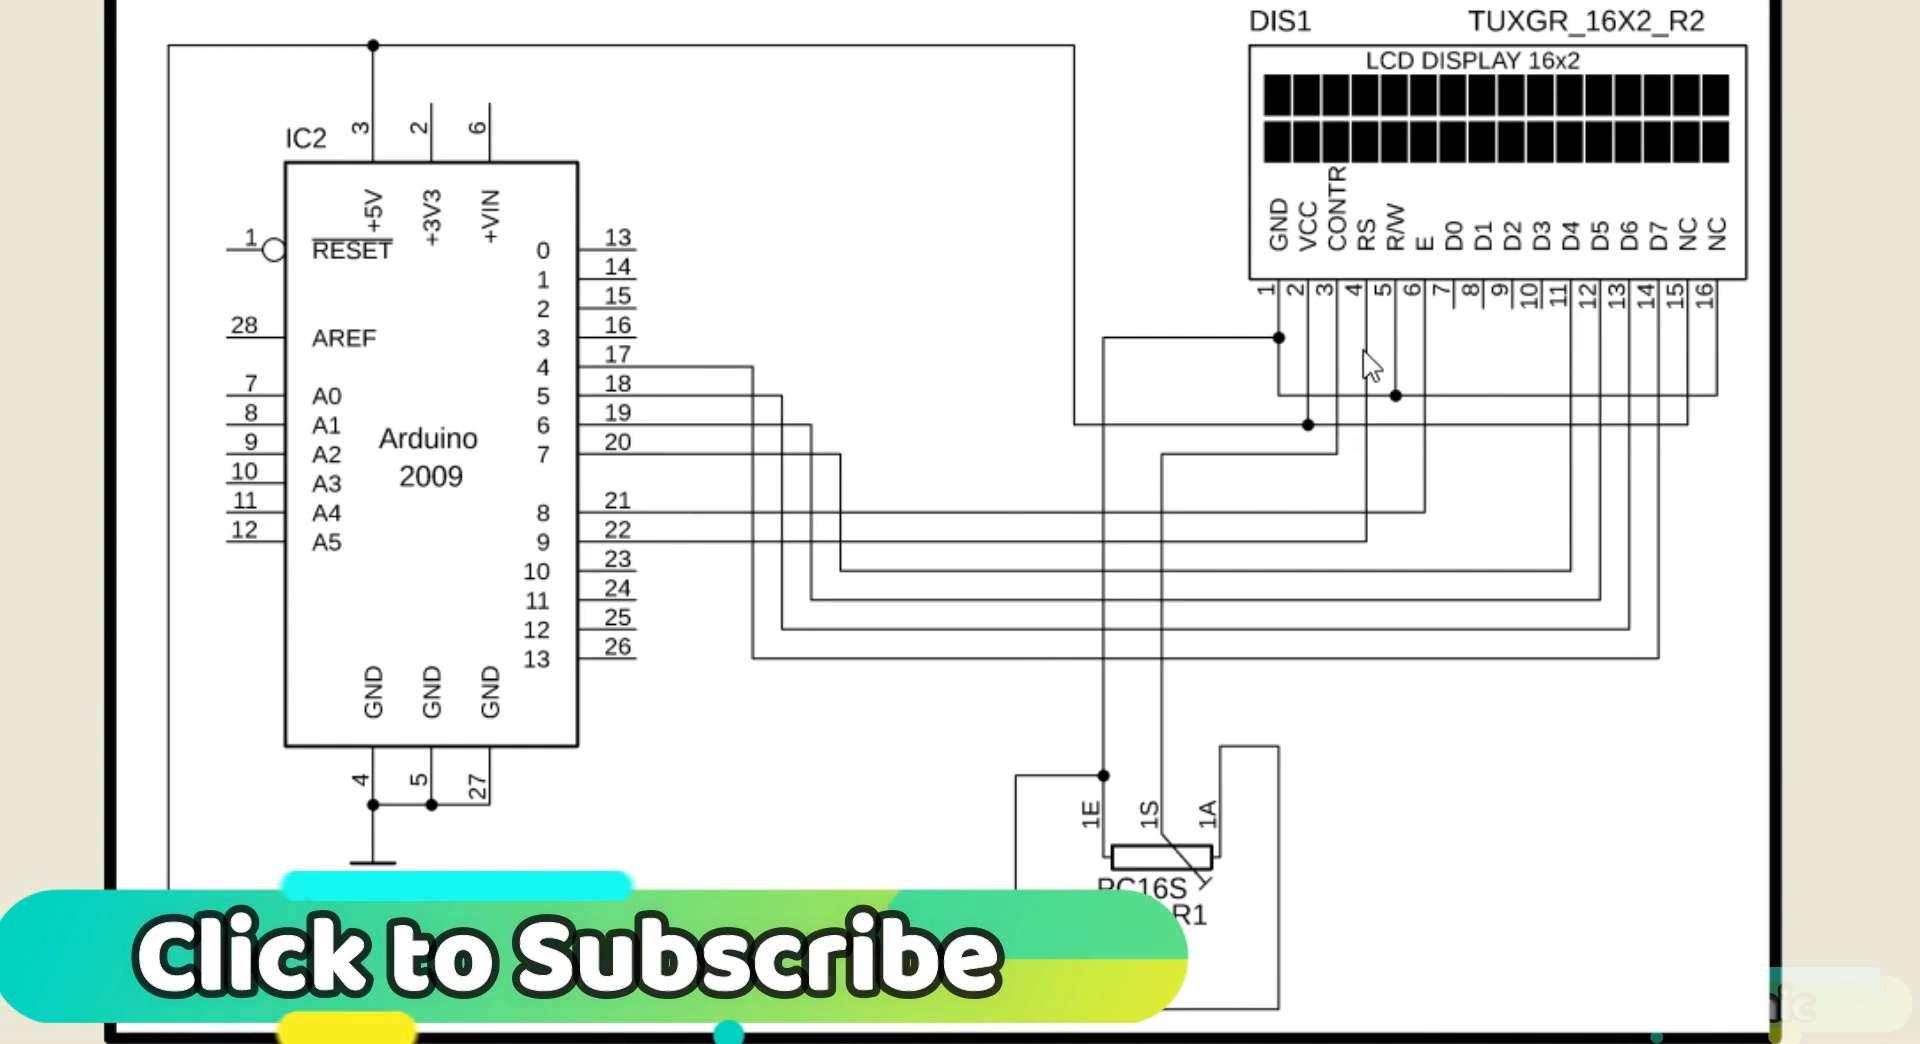 DIS1 TUXGR_16X2_R2
LCD DISPLAY 16x2
GND VCC CONTR RS R/W E D0 D1 D2 D3 D4 D5 D6 D7 NC NC
1 2 3 4 5 6 7 8 9 10 11 12 13 14 15 16
3 2 6
IC2
+5V +3V3 +VIN
1 RESET
28 AREF
7 A0
8 A1
9 A2
10 A3
11 A4
12 A5
Arduino
2009
0 13
1 14
2 15
3 16
4 17
5 18
6 19
7 20
8 21
9 22
10 23
11 24
12 25
13 26
GND GND GND
4 5 27
1E 1S 1A
PC16S
R1
Click to Subscribe